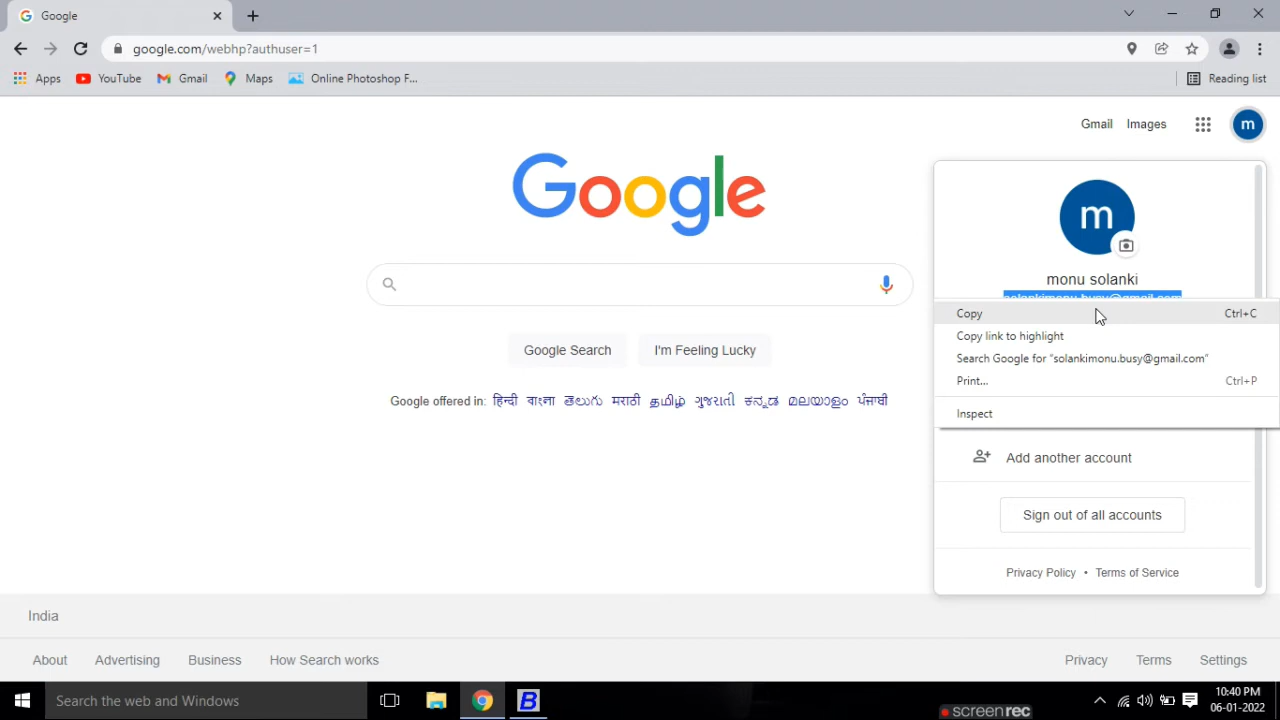 Google
google.com/webhp?authuser=1
Apps YouTube Gmail Maps Online Photoshop F... Reading list
Gmail Images m
Google
m
monu solanki
solankimonu.busy@gmail.com
Copy Ctrl+C
Copy link to highlight
Search Google for "solankimonu.busy@gmail.com"
Print... Ctrl+P
Inspect
Google Search I'm Feeling Lucky
Google offered in: हिन्दी বাংলা తెలుగు मराठी தமிழ் ગુજરાતી ಕನ್ನಡ മലയാളം ਪੰਜਾਬੀ
Add another account
Sign out of all accounts
Privacy Policy • Terms of Service
India
About Advertising Business How Search works Privacy Terms Settings
Search the web and Windows
B
10:40 PM
06-01-2022
screenrec